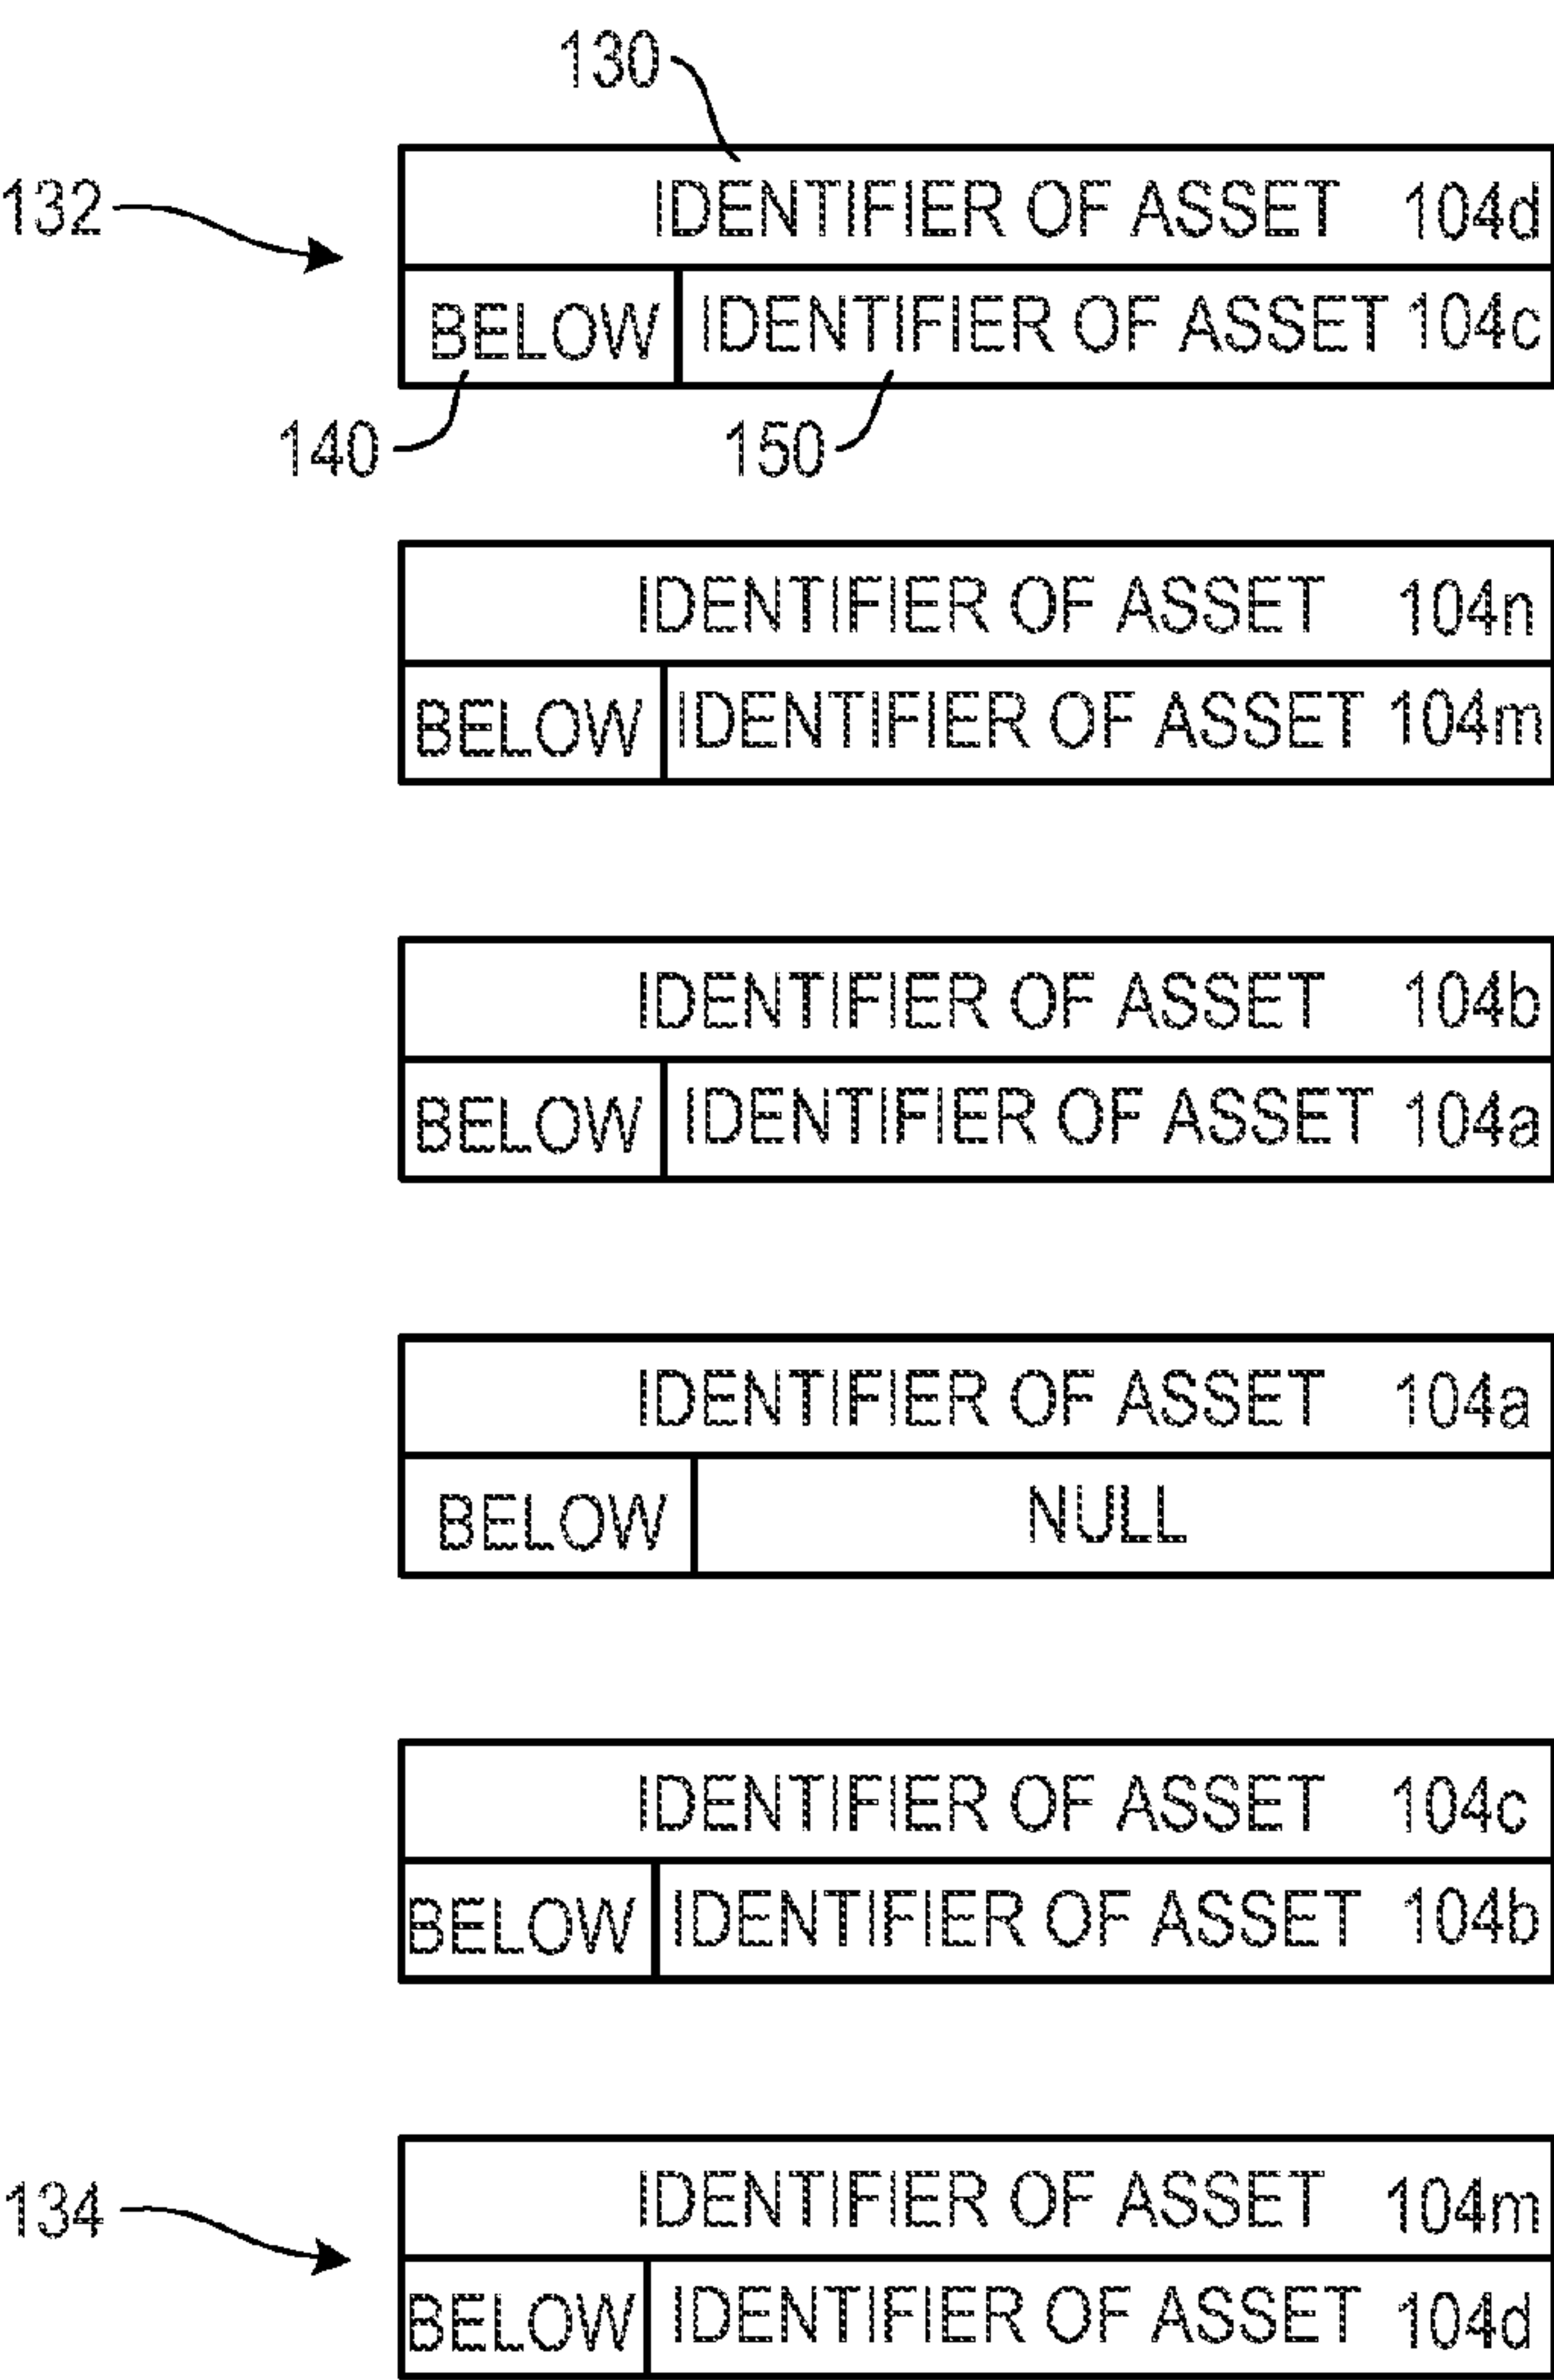 130
132
IDENTIFIER OF ASSET 104d
BELOW IDENTIFIER OF ASSET 104c
140 150
IDENTIFIER OF ASSET 104n
BELOW IDENTIFIER OF ASSET 104m
IDENTIFIER OF ASSET 104b
BELOW IDENTIFIER OF ASSET 104a
IDENTIFIER OF ASSET 104a
BELOW NULL
IDENTIFIER OF ASSET 104c
BELOW IDENTIFIER OF ASSET 104b
134
IDENTIFIER OF ASSET 104m
BELOW IDENTIFIER OF ASSET 104d